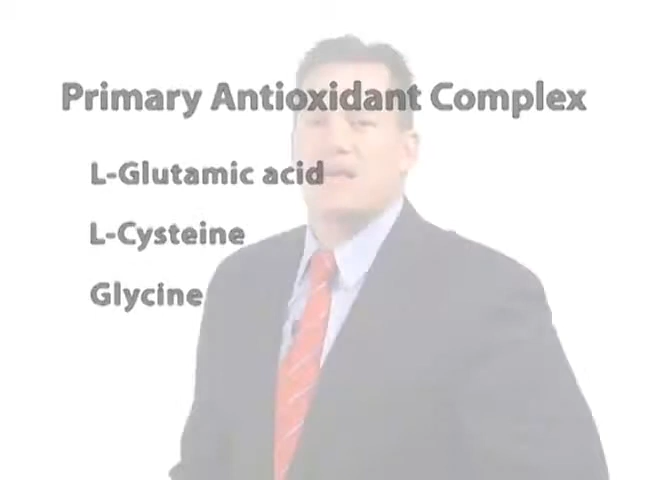 Primary Antioxidant Complex
L-Glutamic acid
L-Cysteine
Glycine